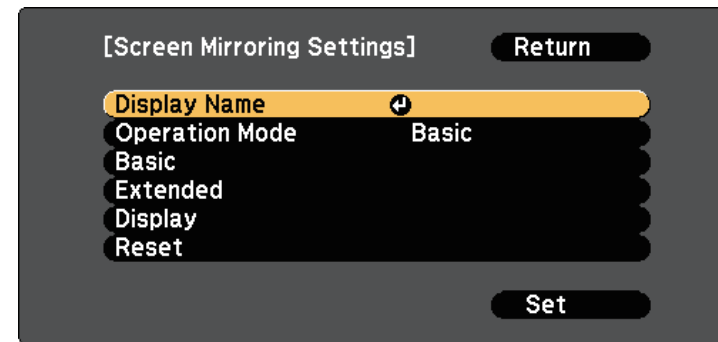 [Screen Mirroring Settings] Return
Display Name
Operation Mode Basic
Basic
Extended
Display
Reset
Set